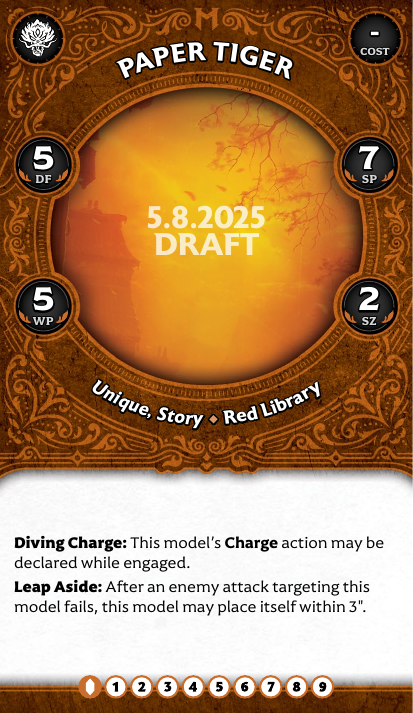 -
COST
PAPER TIGER
5
DF
7
SP
5.8.2025
DRAFT
5
WP
2
SZ
Unique, Story ◆ Red Library
Diving Charge: This model's Charge action may be
declared while engaged.
Leap Aside: After an enemy attack targeting this
model fails, this model may place itself within 3".
1 2 3 4 5 6 7 8 9